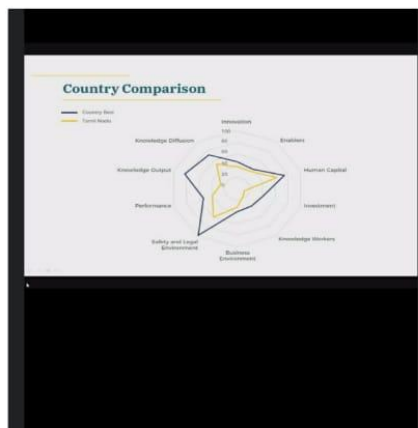 Country Comparison
Country Best
Tamil Nadu
Innovation
100
80
60
40
20
0
Knowledge Diffusion
Enablers
Knowledge Output
Human Capital
Performance
Investment
Safety and Legal
Environment
Knowledge Workers
Business
Environment